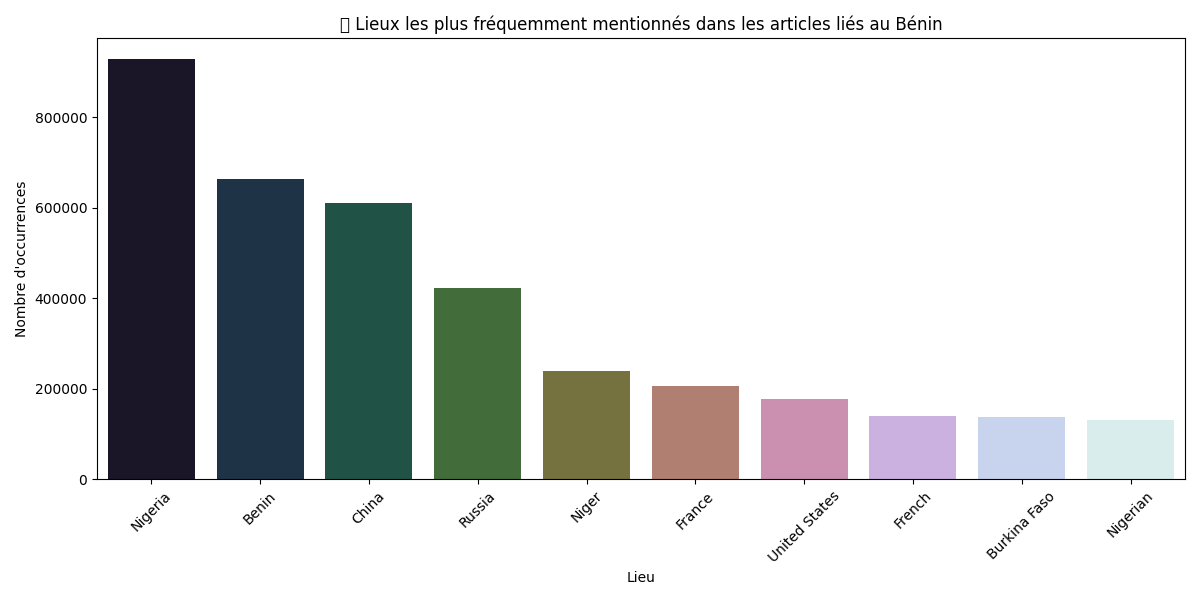 Lieux les plus fréquemment mentionnés dans les articles liés au Bénin
Nombre d'occurrences
800000
600000
400000
200000
0
Nigeria
Benin
China
Russia
Niger
France
United States
French
Burkina Faso
Nigerian
Lieu